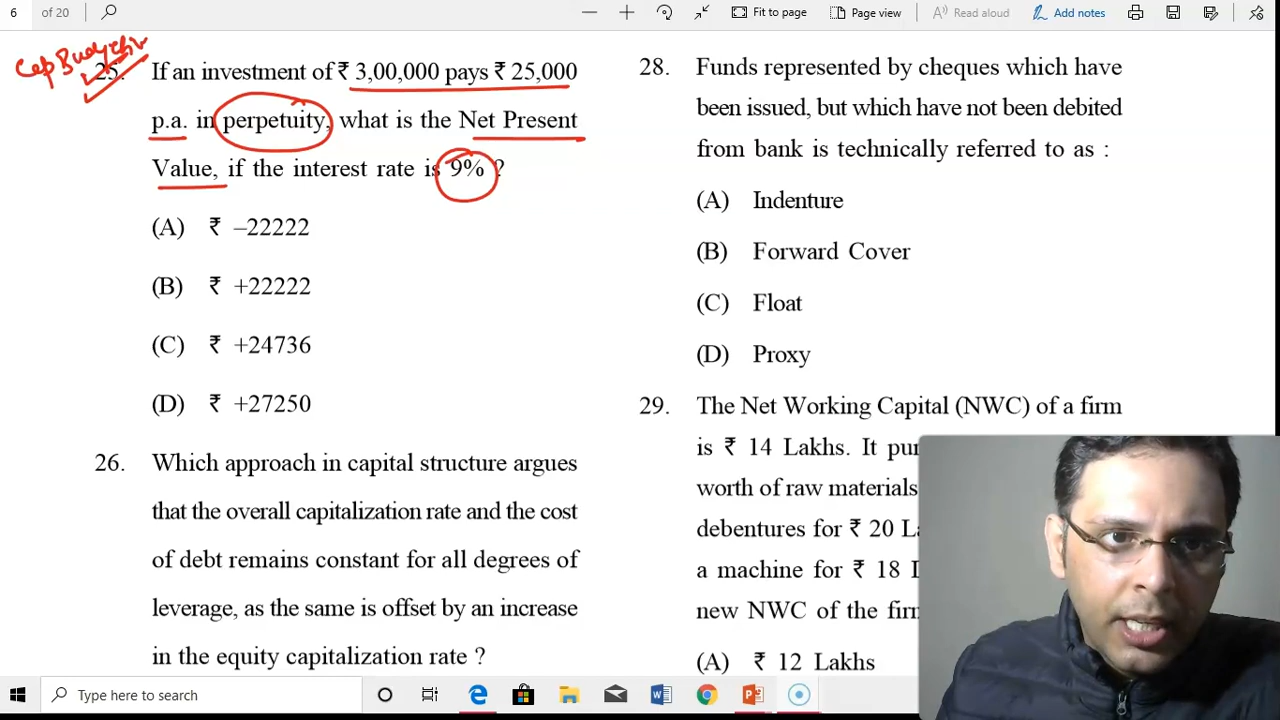 6 of 20
Fit to page
Page view
Read aloud
Add notes
Cap Budgeting
25. If an investment of ₹ 3,00,000 pays ₹ 25,000
p.a. in perpetuity, what is the Net Present
Value, if the interest rate is 9% ?
(A) ₹ –22222
(B) ₹ +22222
(C) ₹ +24736
(D) ₹ +27250
26. Which approach in capital structure argues
that the overall capitalization rate and the cost
of debt remains constant for all degrees of
leverage, as the same is offset by an increase
in the equity capitalization rate ?
28. Funds represented by cheques which have
been issued, but which have not been debited
from bank is technically referred to as :
(A) Indenture
(B) Forward Cover
(C) Float
(D) Proxy
29. The Net Working Capital (NWC) of a firm
is ₹ 14 Lakhs. It
worth of raw materials
debentures for ₹ 20
a machine for ₹ 18
new NWC of the
(A) ₹ 12 Lakhs
Type here to search